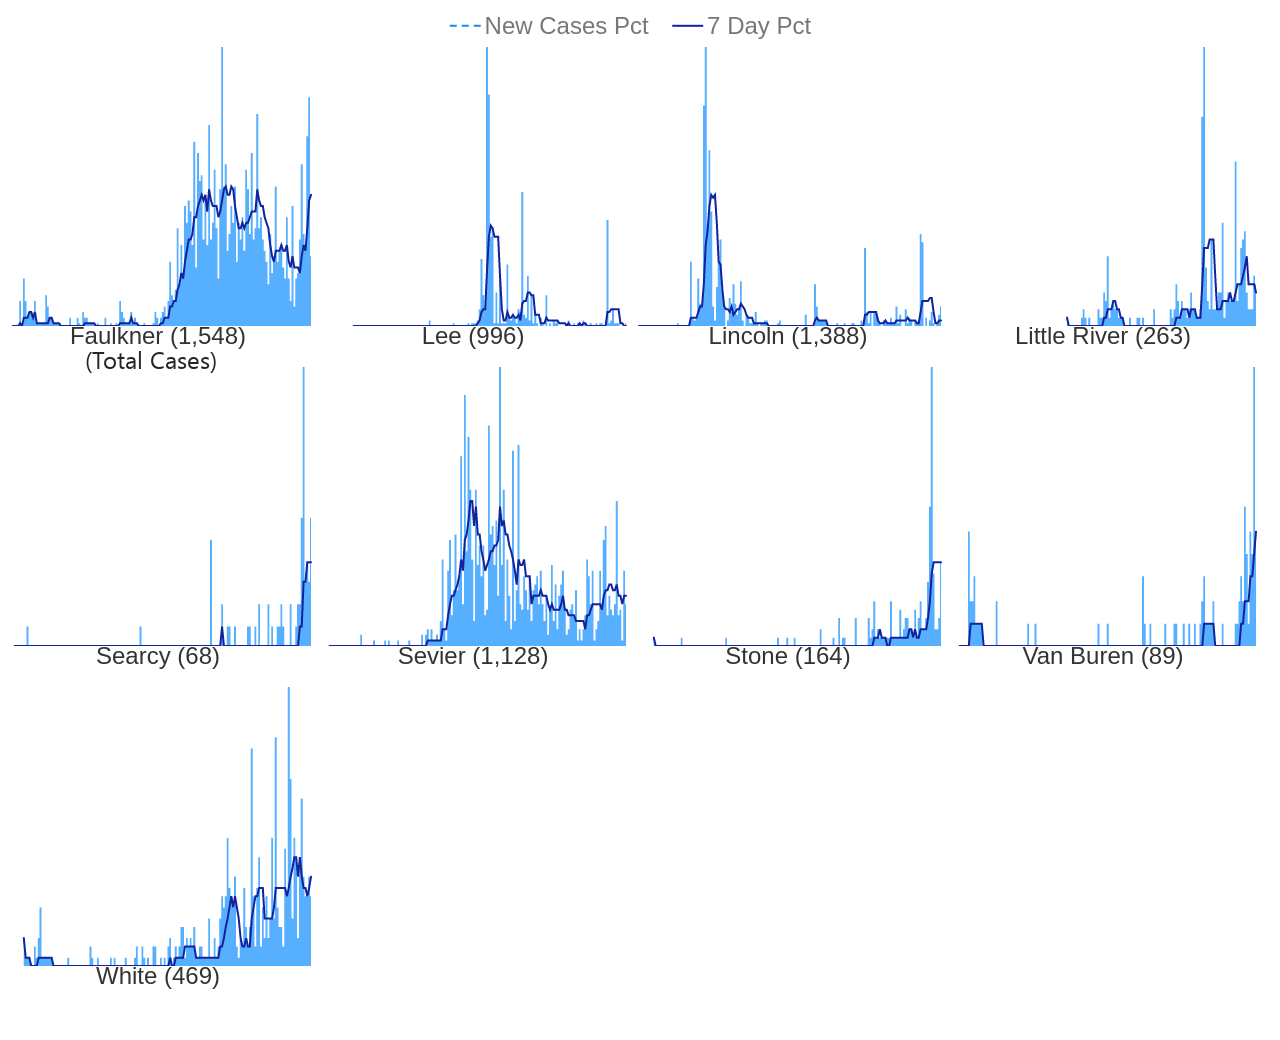 New Cases Pct 7 Day Pct
Faulkner (1,548) Lee (996) Lincoln (1,388) Little River (263)
(Total Cases)
Searcy (68) Sevier (1,128) Stone (164) Van Buren (89)
White (469)